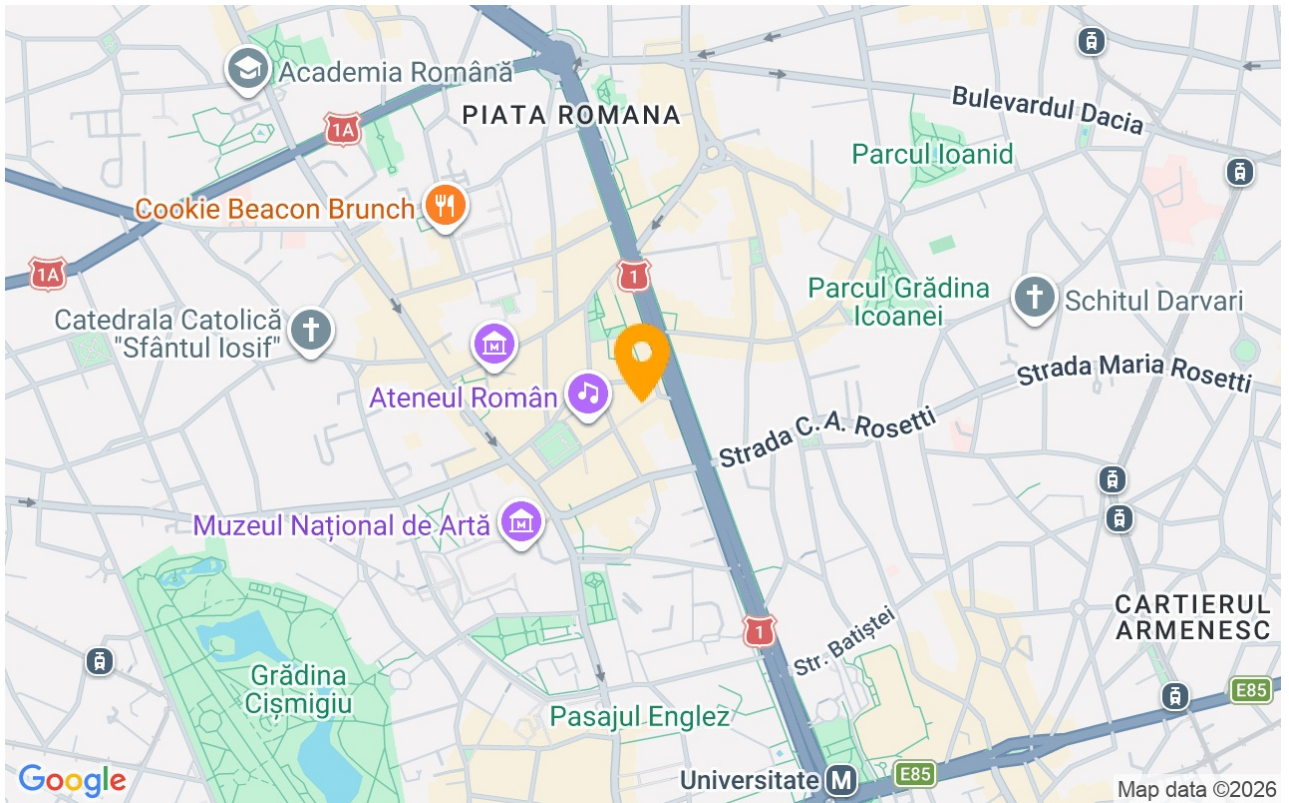 Academia Română
PIATA ROMANA
1A
Bulevardul Dacia
Parcul Ioanid
Cookie Beacon Brunch
1A
1
Parcul Grădina
Icoanei
Schitul Darvari
Catedrala Catolică
"Sfântul Iosif"
Strada Maria Rosetti
Ateneul Român
Strada C. A. Rosetti
Muzeul Național de Artă
CARTIERUL
ARMENESC
1
Str. Batiștei
Grădina
Cișmigiu
E85
Pasajul Englez
Universitate M
E85
Google
Map data ©2026